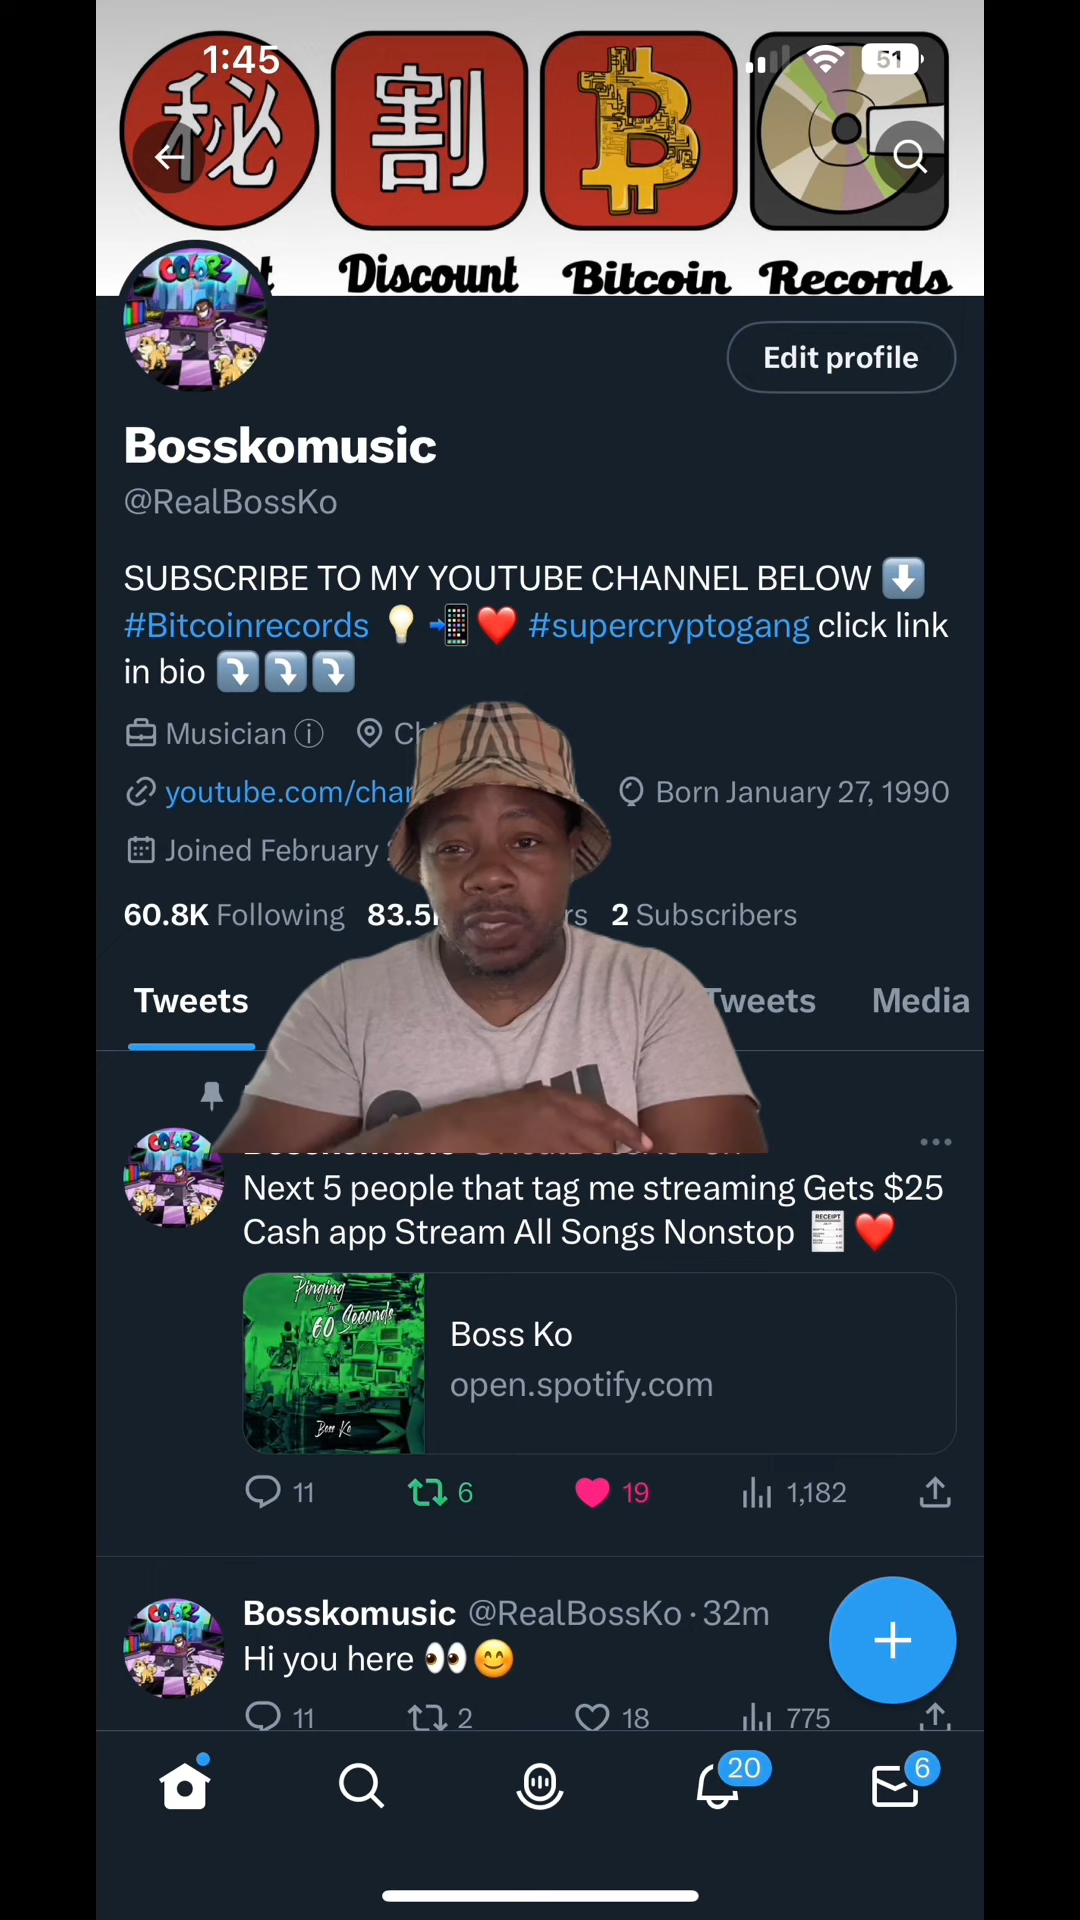 1:45
51
秘
割
Discount
Bitcoin
Records
COLORZ
Edit profile
Bosskomusic
@RealBossKo
SUBSCRIBE TO MY YOUTUBE CHANNEL BELOW ⬇️
#Bitcoinrecords 💡 📲 ❤️ #supercryptogang click link
in bio ⤵️ ⤵️ ⤵️
Musician
youtube.com/char
Born January 27, 1990
Joined February
60.8K Following 83.5 2 Subscribers
Tweets Tweets Media
Next 5 people that tag me streaming Gets $25
Cash app Stream All Songs Nonstop 🧾 ❤️
Pinging
In
60 Seconds
Boss Ko
Boss Ko
open.spotify.com
11 6 19 1,182
Bosskomusic @RealBossKo · 32m
Hi you here 👀 😊
11 2 18 775
20 6